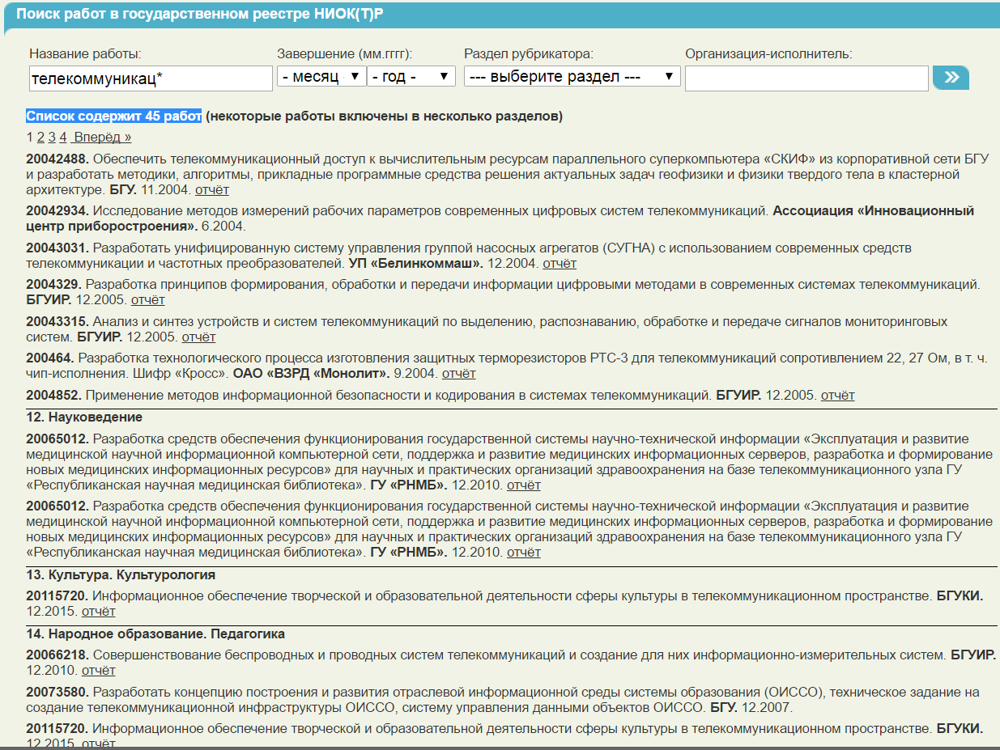 Поиск работ в государственном реестре НИОК(Т)Р
Название работы: Завершение (мм.гггг): Раздел рубрикатора: Организация-исполнитель:
телекоммуникац* - месяц - год - --- выберите раздел --- »
Список содержит 45 работ (некоторые работы включены в несколько разделов)
1 2 3 4 Вперёд »
20042488. Обеспечить телекоммуникационный доступ к вычислительным ресурсам параллельного суперкомпьютера «СКИФ» из корпоративной сети БГУ
и разработать методики, алгоритмы, прикладные программные средства решения актуальных задач геофизики и физики твердого тела в кластерной
архитектуре. БГУ. 11.2004. отчёт
20042934. Исследование методов измерений рабочих параметров современных цифровых систем телекоммуникаций. Ассоциация «Инновационный
центр приборостроения». 6.2004.
20043031. Разработать унифицированную систему управления группой насосных агрегатов (СУГНА) с использованием современных средств
телекоммуникации и частотных преобразователей. УП «Белинкоммаш». 12.2004. отчёт
2004329. Разработка принципов формирования, обработки и передачи информации цифровыми методами в современных системах телекоммуникаций.
БГУИР. 12.2005. отчёт
20043315. Анализ и синтез устройств и систем телекоммуникаций по выделению, распознаванию, обработке и передаче сигналов мониторинговых
систем. БГУИР. 12.2005. отчёт
200464. Разработка технологического процесса изготовления защитных терморезисторов РТС-3 для телекоммуникаций сопротивлением 22, 27 Ом, в т. ч.
чип-исполнения. Шифр «Кросс». ОАО «ВЗРД «Монолит». 9.2004. отчёт
2004852. Применение методов информационной безопасности и кодирования в системах телекоммуникаций. БГУИР. 12.2005. отчёт
12. Науковедение
20065012. Разработка средств обеспечения функционирования государственной системы научно-технической информации «Эксплуатация и развитие
медицинской научной информационной компьютерной сети, поддержка и развитие медицинских информационных серверов, разработка и формирование
новых медицинских информационных ресурсов» для научных и практических организаций здравоохранения на базе телекоммуникационного узла ГУ
«Республиканская научная медицинская библиотека». ГУ «РНМБ». 12.2010. отчёт
20065012. Разработка средств обеспечения функционирования государственной системы научно-технической информации «Эксплуатация и развитие
медицинской научной информационной компьютерной сети, поддержка и развитие медицинских информационных серверов, разработка и формирование
новых медицинских информационных ресурсов» для научных и практических организаций здравоохранения на базе телекоммуникационного узла ГУ
«Республиканская научная медицинская библиотека». ГУ «РНМБ». 12.2010. отчёт
13. Культура. Культурология
20115720. Информационное обеспечение творческой и образовательной деятельности сферы культуры в телекоммуникационном пространстве. БГУКИ.
12.2015. отчёт
14. Народное образование. Педагогика
20066218. Совершенствование беспроводных и проводных систем телекоммуникаций и создание для них информационно-измерительных систем. БГУИР.
12.2010. отчёт
20073580. Разработать концепцию построения и развития отраслевой информационной среды системы образования (ОИССО), техническое задание на
создание телекоммуникационной инфраструктуры ОИССО, систему управления данными объектов ОИССО. БГУ. 12.2007.
20115720. Информационное обеспечение творческой и образовательной деятельности сферы культуры в телекоммуникационном пространстве. БГУКИ.
12.2015. отчёт